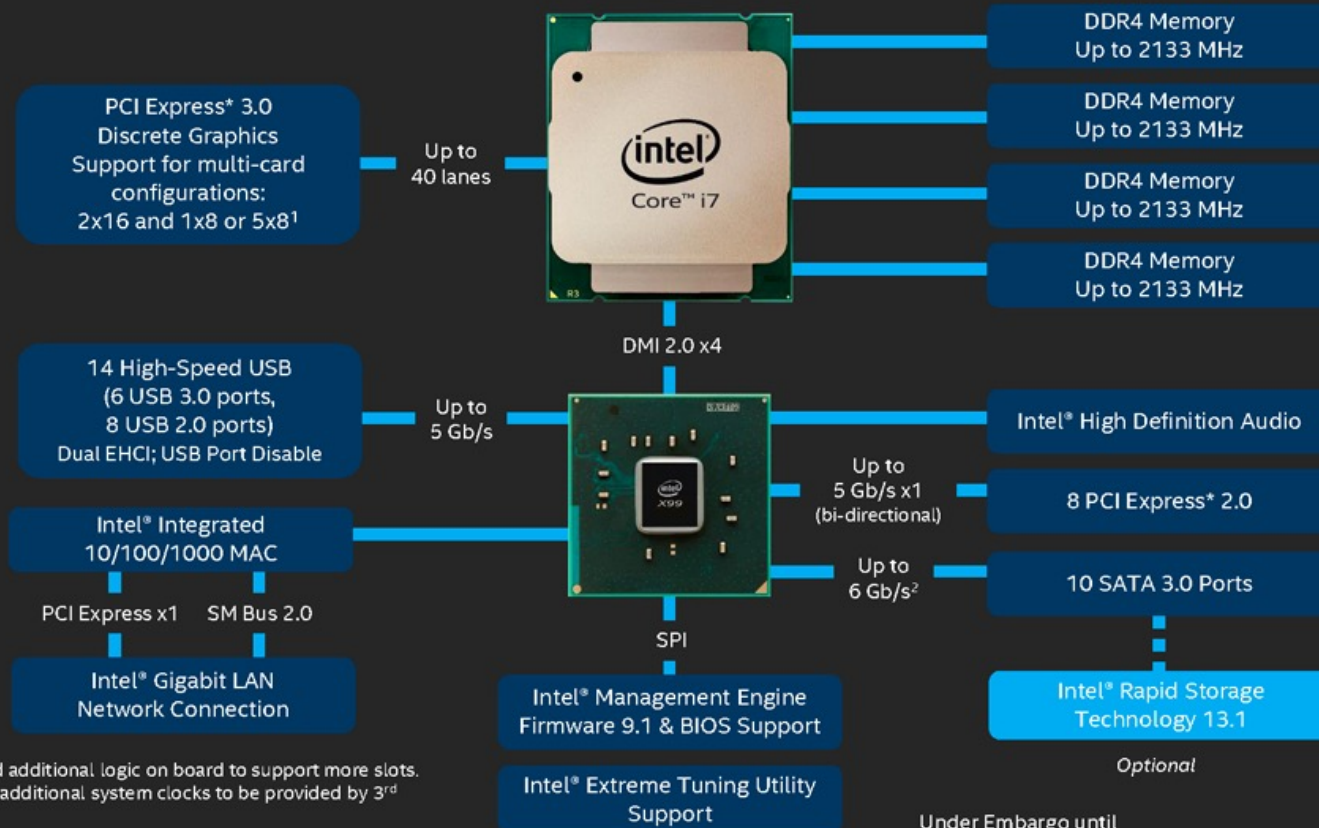 DDR4 Memory
Up to 2133 MHz
DDR4 Memory
Up to 2133 MHz
DDR4 Memory
Up to 2133 MHz
DDR4 Memory
Up to 2133 MHz
PCI Express* 3.0
Discrete Graphics
Support for multi-card
configurations:
2x16 and 1x8 or 5x8¹
Up to
40 lanes
intel
Core™ i7
R3
DMI 2.0 x4
14 High-Speed USB
(6 USB 3.0 ports,
8 USB 2.0 ports)
Dual EHCI; USB Port Disable
Up to
5 Gb/s
intel
X99
Intel® High Definition Audio
Up to
5 Gb/s x1
(bi-directional)
8 PCI Express* 2.0
Up to
6 Gb/s²
10 SATA 3.0 Ports
Intel® Rapid Storage
Technology 13.1
Optional
Intel® Integrated
10/100/1000 MAC
PCI Express x1 SM Bus 2.0
Intel® Gigabit LAN
Network Connection
SPI
Intel® Management Engine
Firmware 9.1 & BIOS Support
Intel® Extreme Tuning Utility
Support
additional logic on board to support more slots.
additional system clocks to be provided by 3rd
Under Embargo until